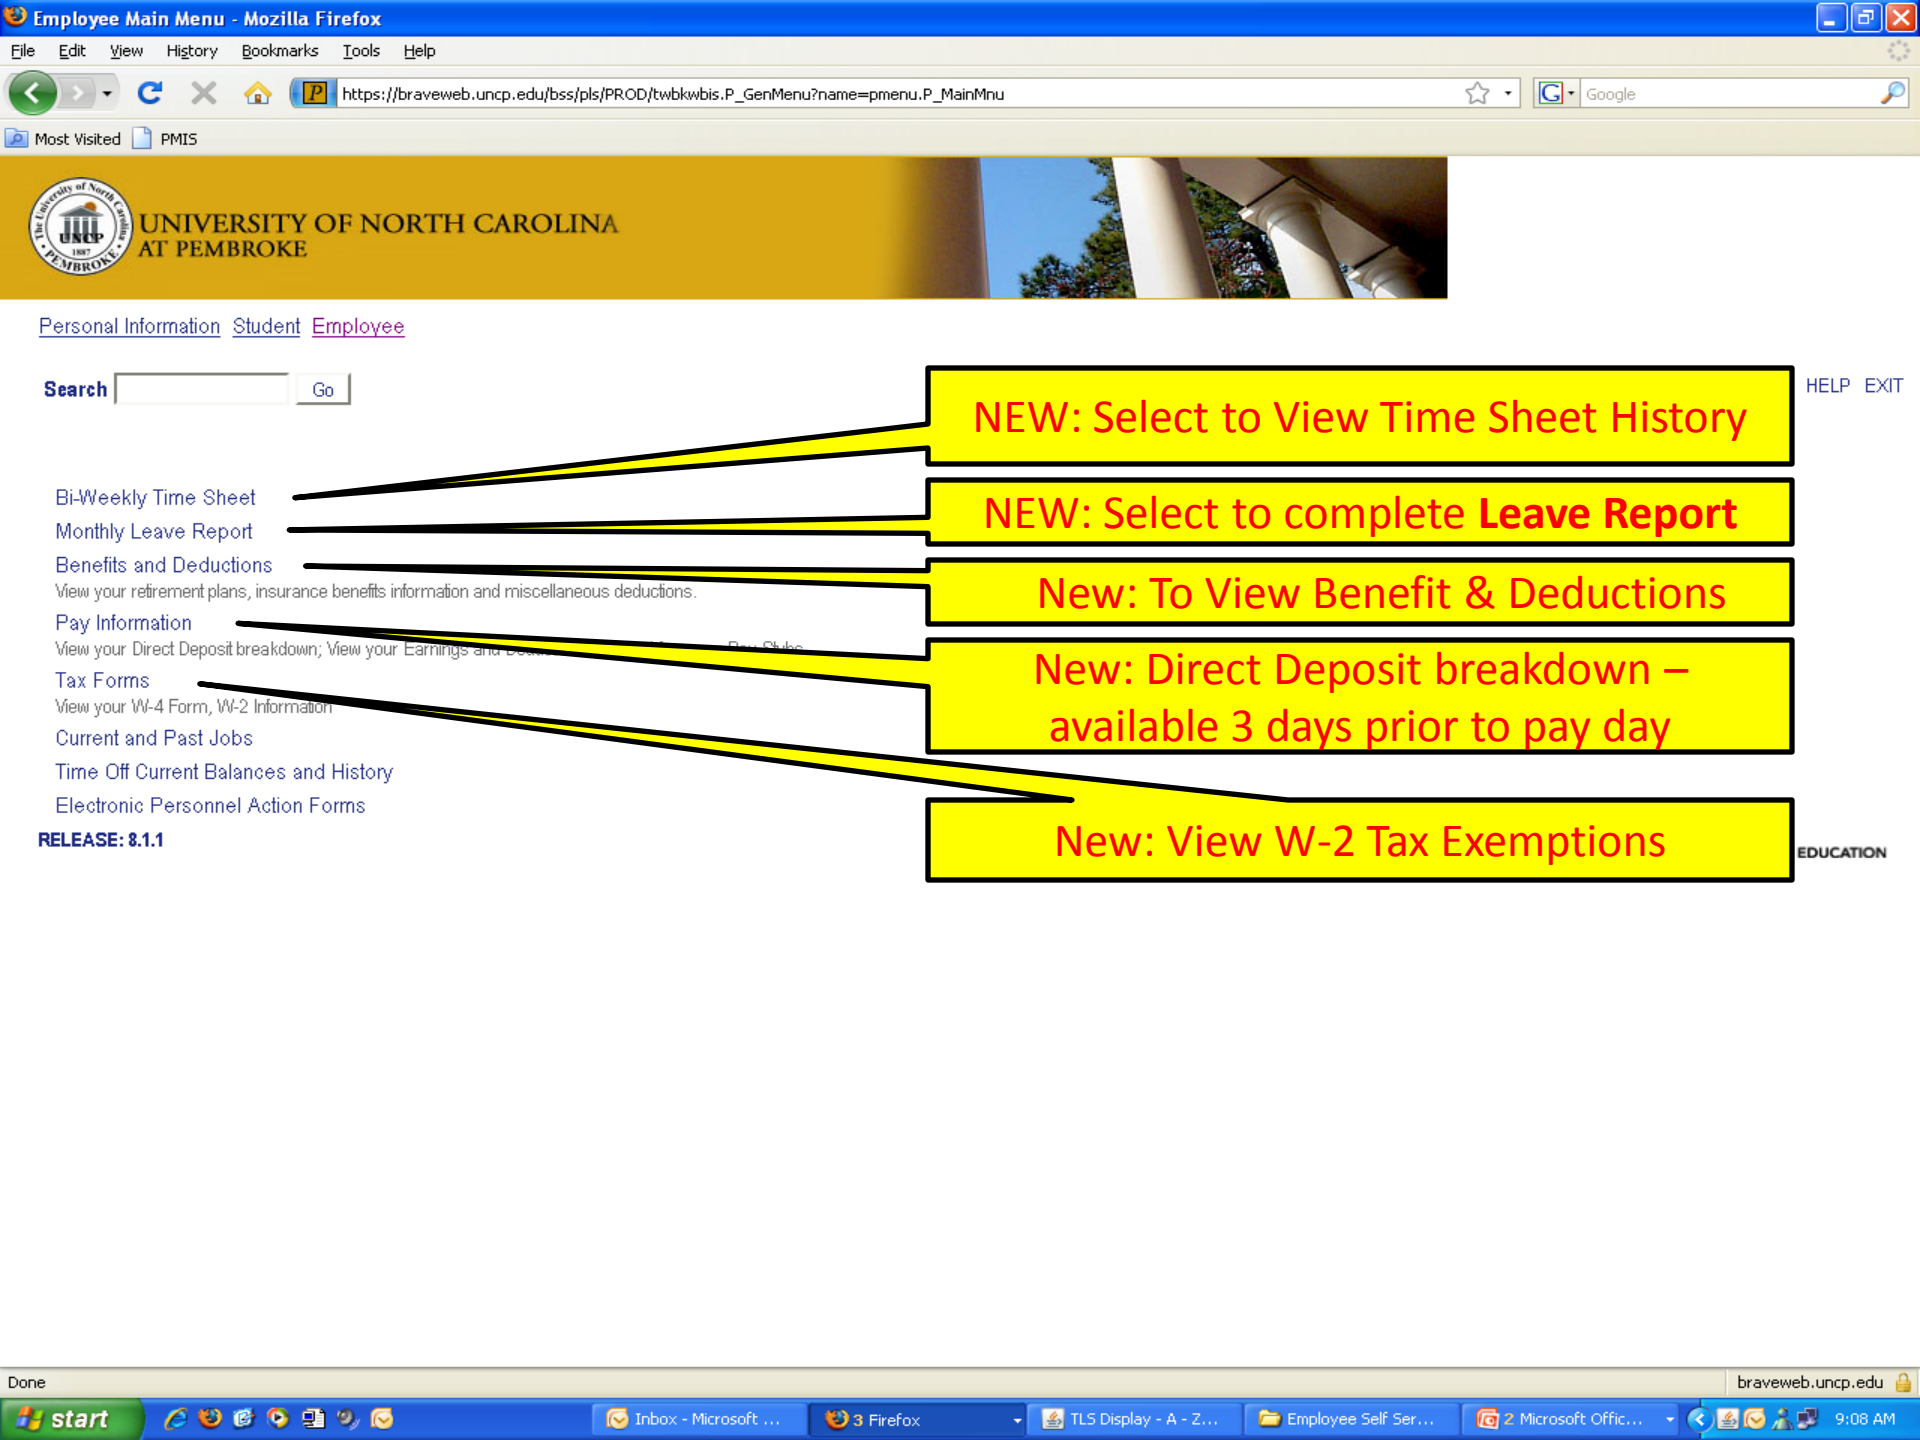 Employee Main Menu - Mozilla Firefox
File Edit View History Bookmarks Tools Help
https://braveweb.uncp.edu/bss/pls/PROD/twbkwbis.P_GenMenu?name=pmenu.P_MainMnu
Google
Most Visited PMIS
The University of North Carolina
UNCP
1887
PEMBROKE
UNIVERSITY OF NORTH CAROLINA
AT PEMBROKE
Personal Information Student Employee
Search Go
HELP EXIT
NEW: Select to View Time Sheet History
Bi-Weekly Time Sheet
NEW: Select to complete Leave Report
Monthly Leave Report
Benefits and Deductions
View your retirement plans, insurance benefits information and miscellaneous deductions.
New: To View Benefit & Deductions
Pay Information
View your Direct Deposit breakdown; View your Earnings and
New: Direct Deposit breakdown –
available 3 days prior to pay day
Tax Forms
View your W-4 Form, W-2 Information
Current and Past Jobs
Time Off Current Balances and History
Electronic Personnel Action Forms
RELEASE: 8.1.1
New: View W-2 Tax Exemptions
EDUCATION
Done
braveweb.uncp.edu
start
Inbox - Microsoft ...
3 Firefox
TLS Display - A - Z...
Employee Self Ser...
2 Microsoft Offic...
9:08 AM